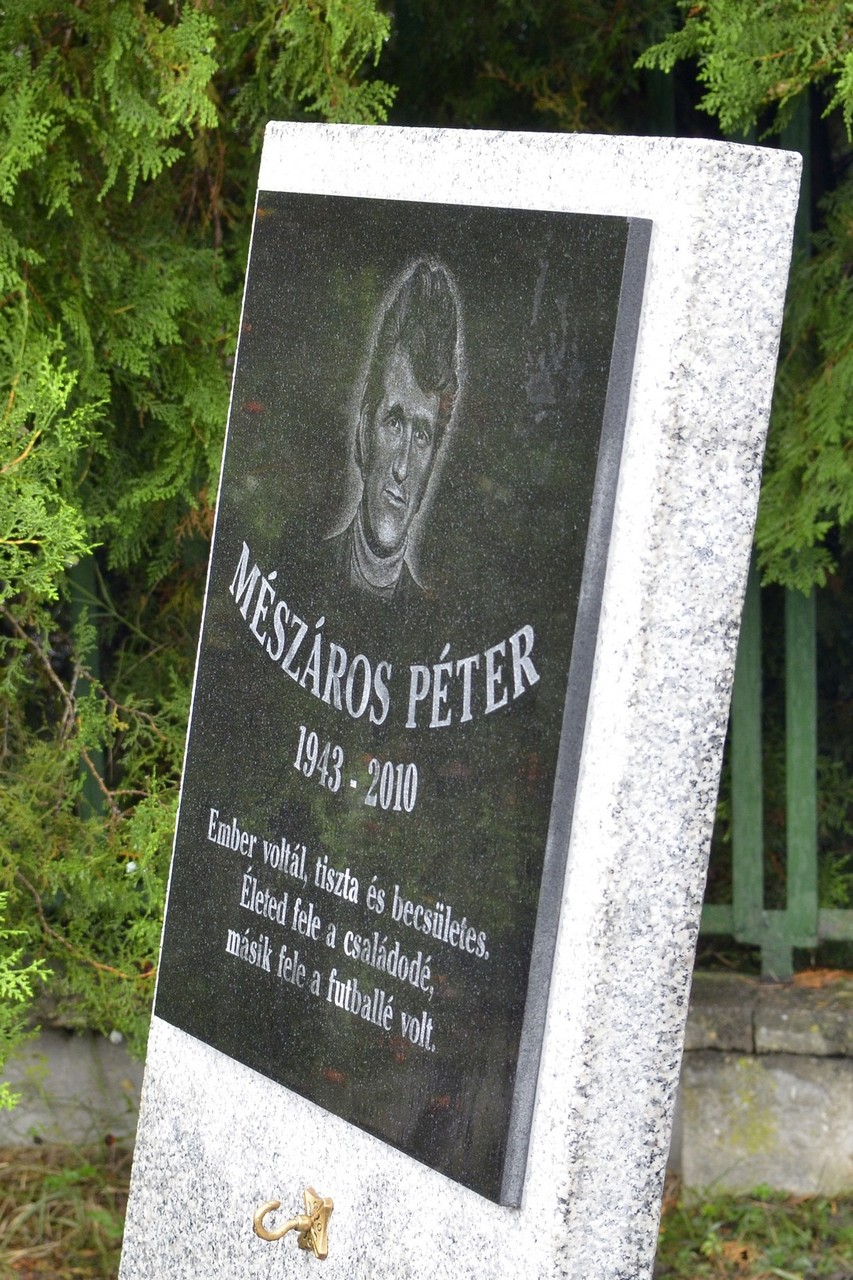 MÉSZÁROS PÉTER
1943 - 2010
Ember voltál, tiszta és becsületes.
Életed fele a családodé,
másik fele a futballé volt.